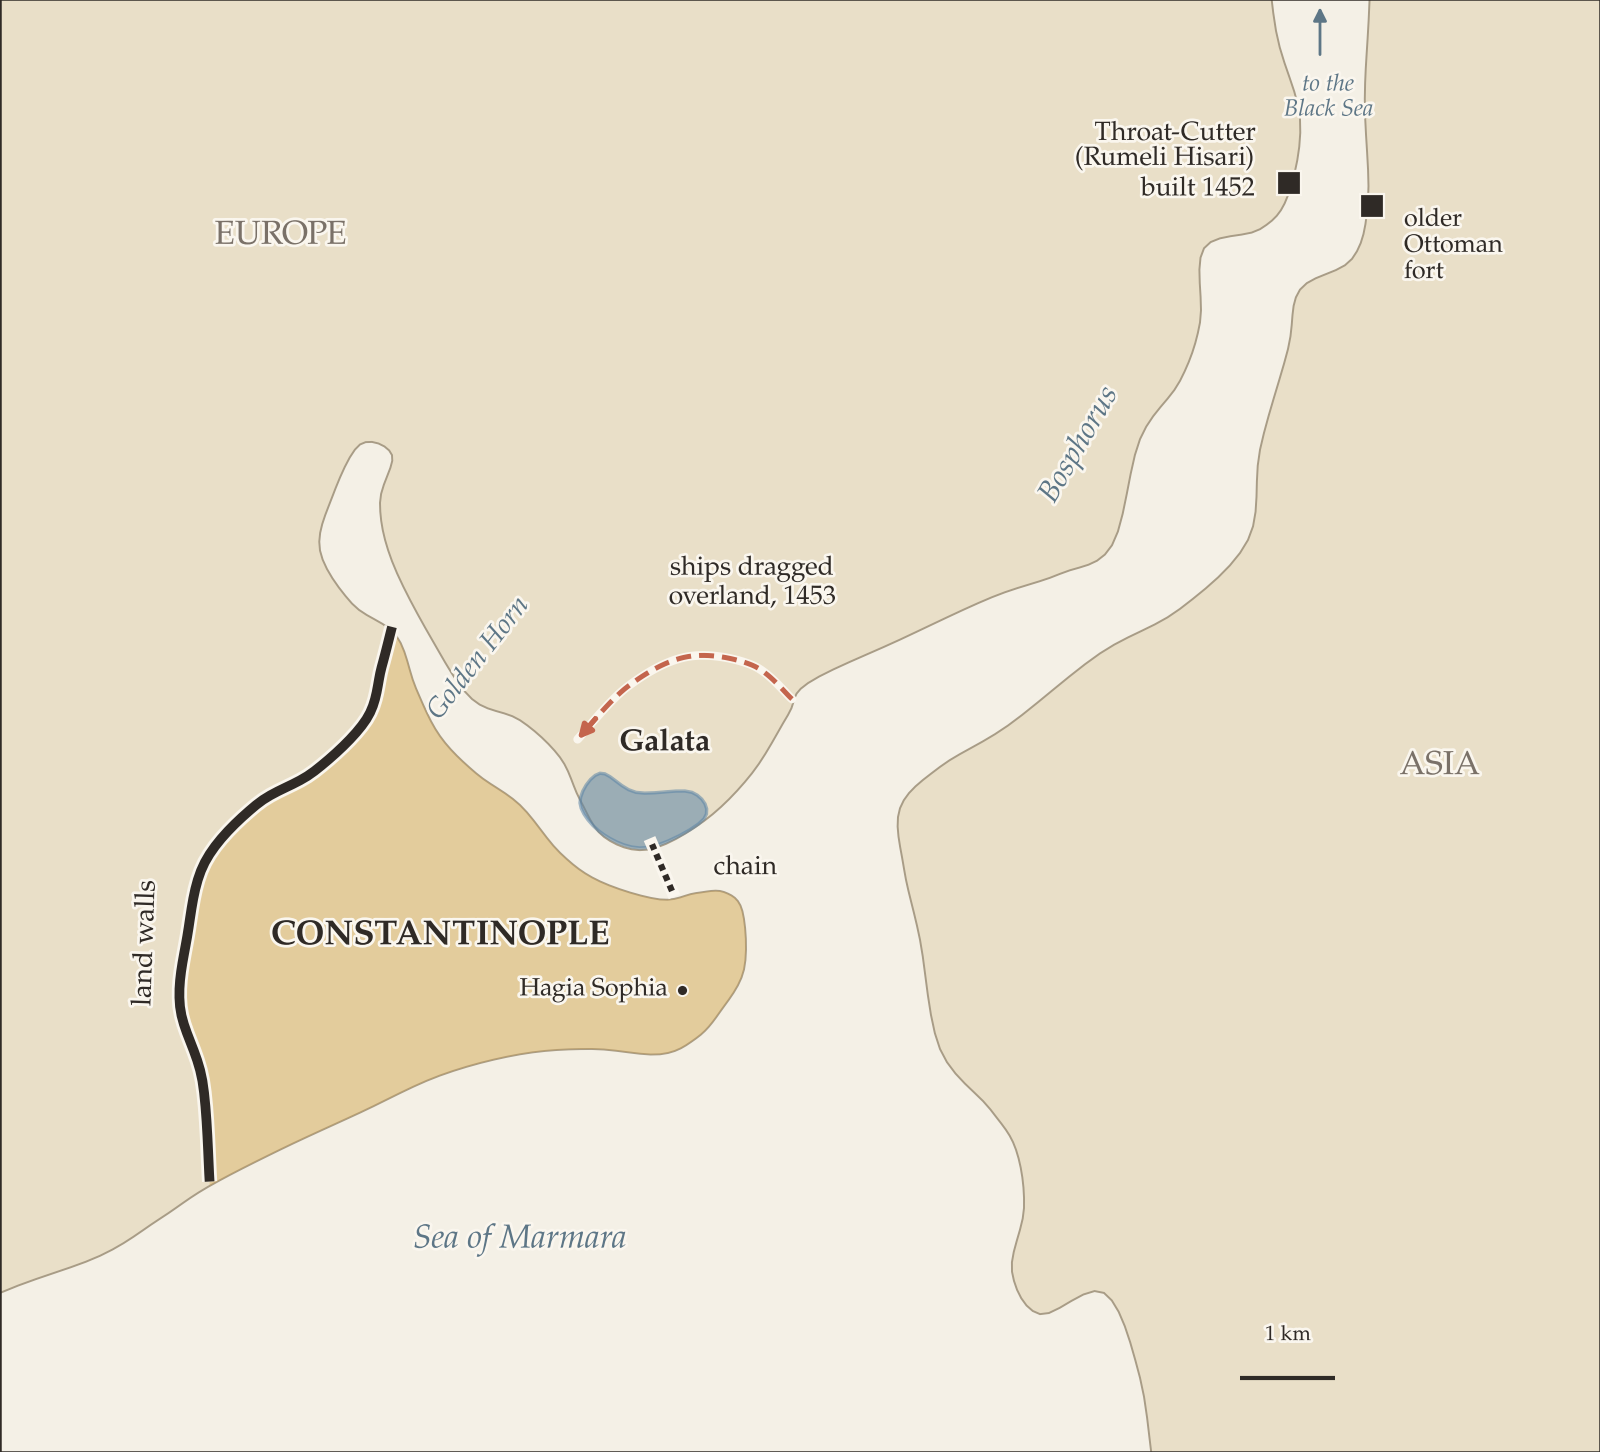 to the
Black Sea
Throat-Cutter
(Rumeli Hisari)
built 1452
older
Ottoman
fort
EUROPE
Bosphorus
ships dragged
overland, 1453
Golden Horn
Galata
ASIA
chain
CONSTANTINOPLE
land walls
Hagia Sophia
Sea of Marmara
1 km